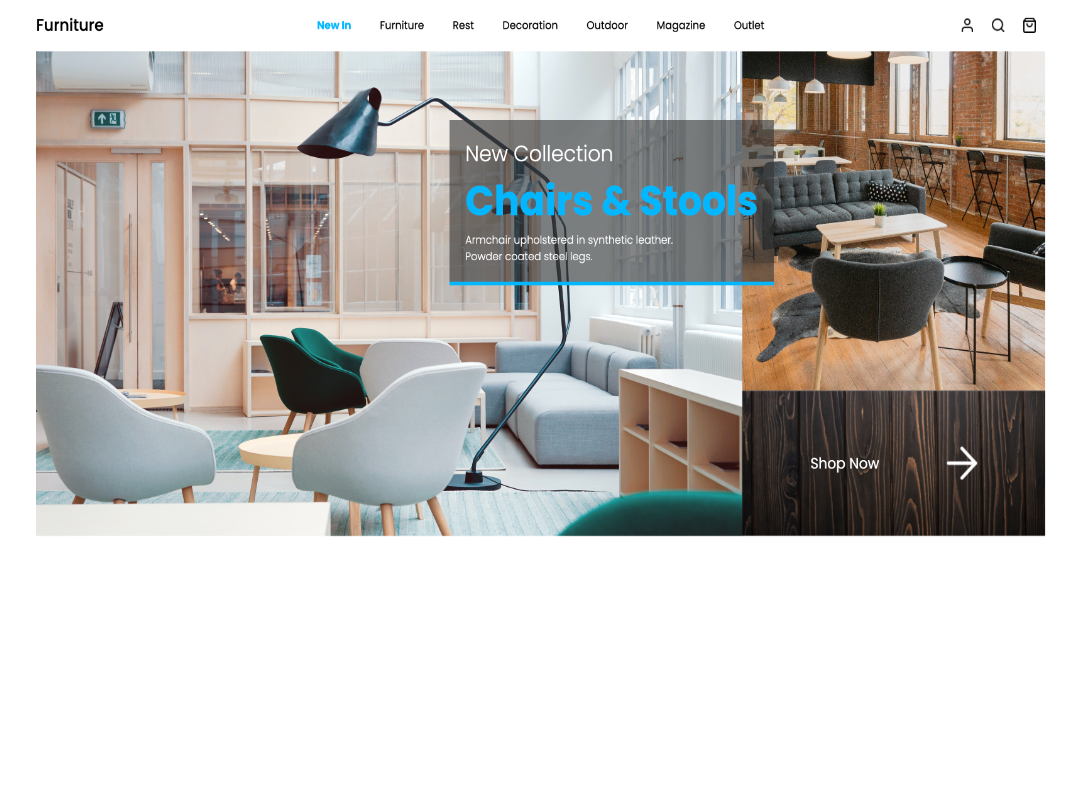 Furniture
New In Furniture Rest Decoration Outdoor Magazine Outlet
New Collection
Chairs & Stools
Armchair upholstered in synthetic leather.
Powder coated steel legs.
Shop Now